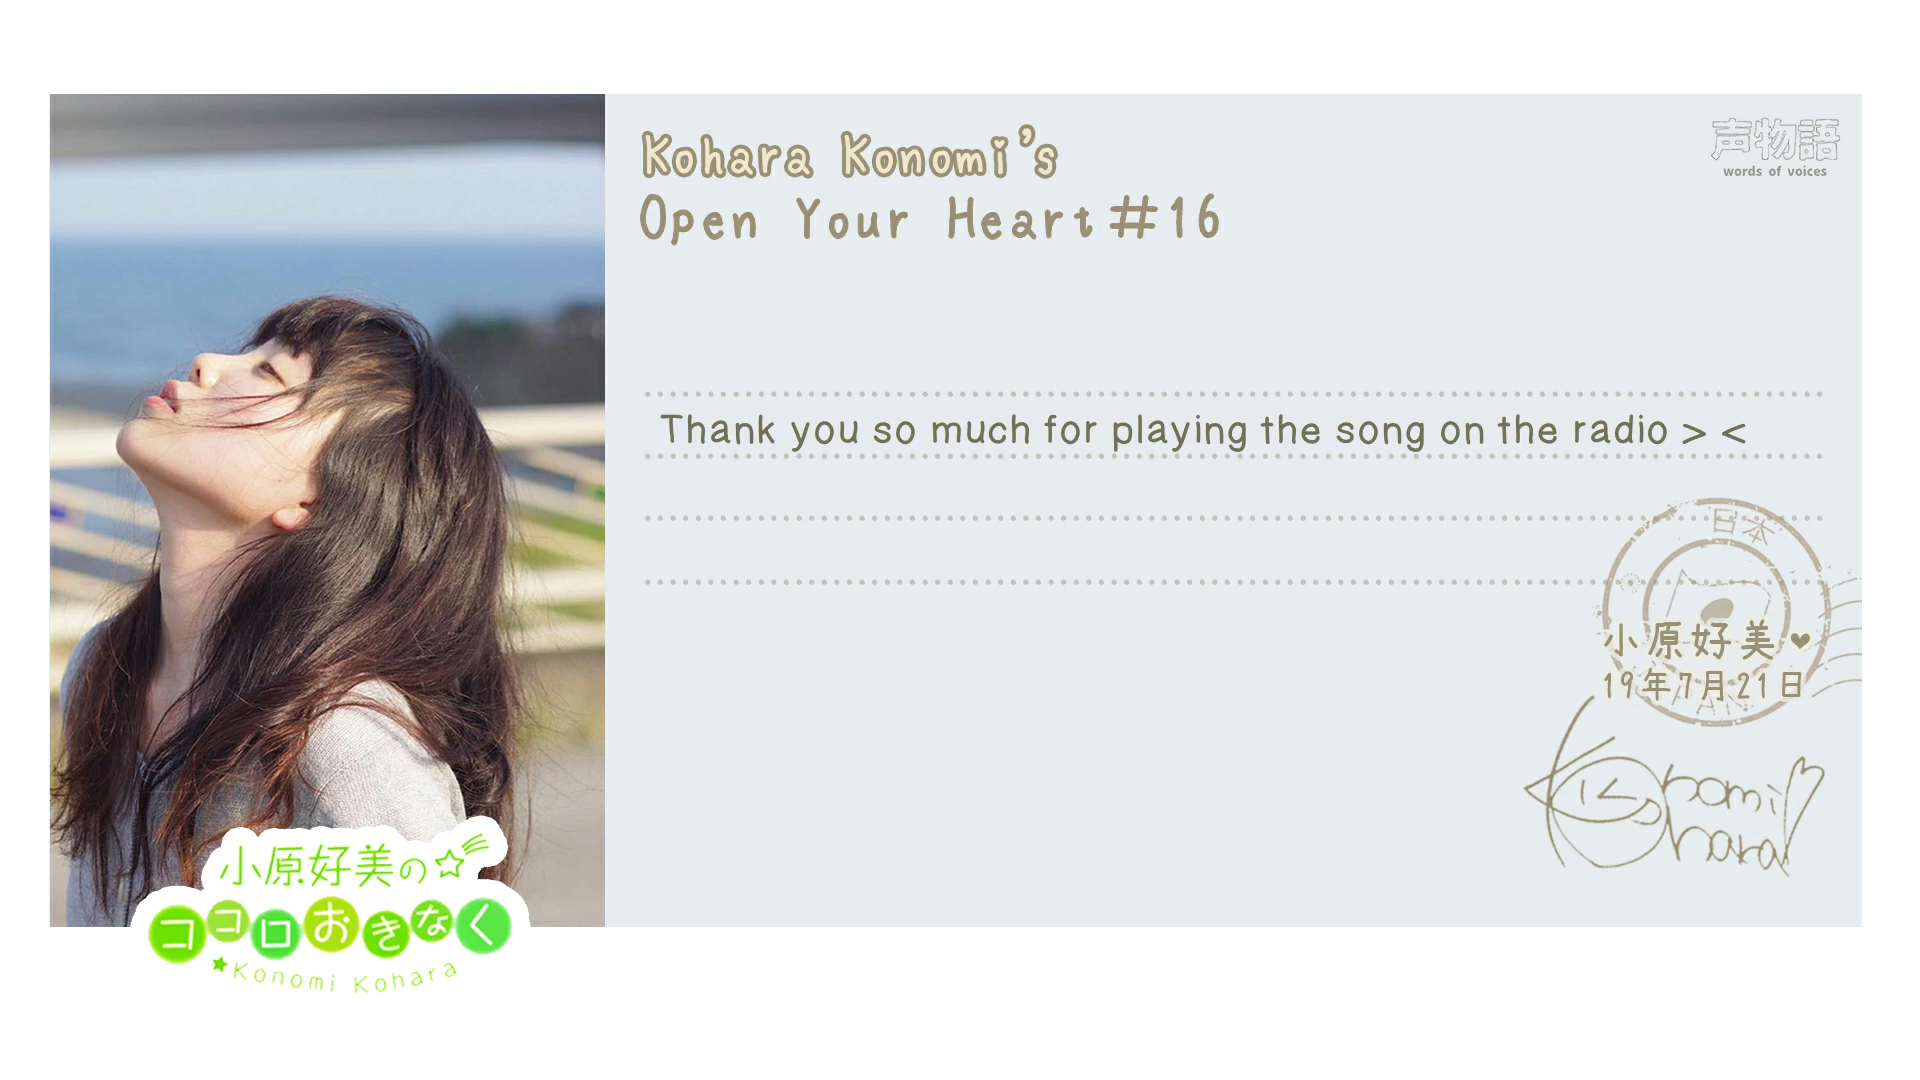 Kohara Konomi's
Open Your Heart#16
声物語
words of voices
Thank you so much for playing the song on the radio > <
日本
小原好美❤
19年7月21日
Konomi
Kohara
小原好美の☆
ココロおきなく
★Konomi Kohara